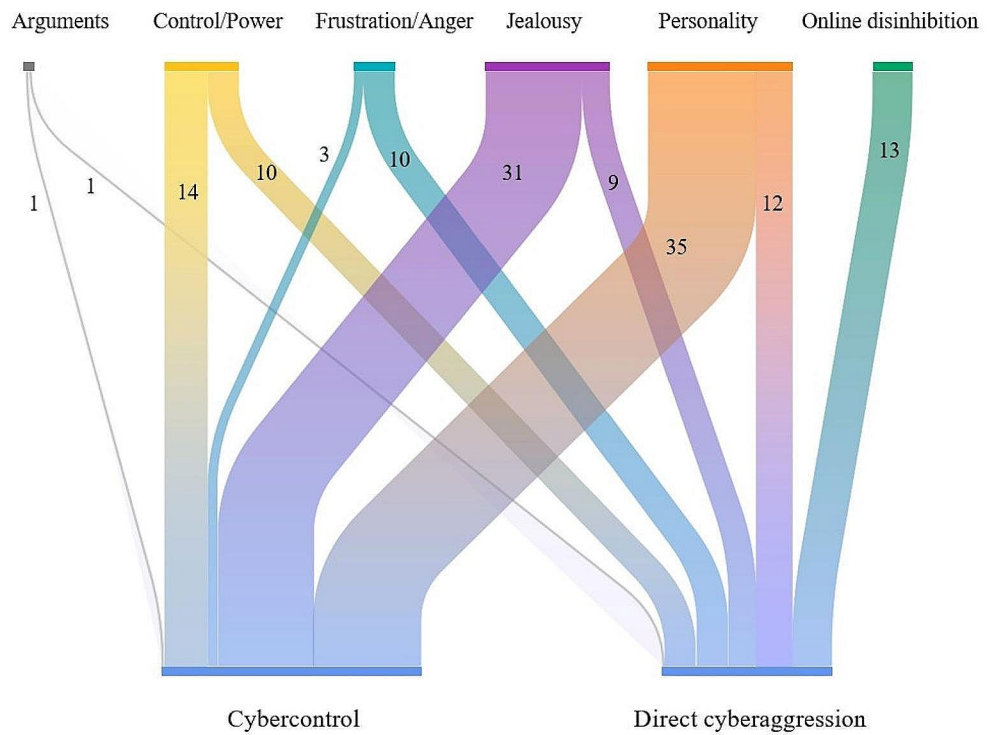 Arguments Control/Power Frustration/Anger Jealousy Personality Online disinhibition
1 1 14 10 3 10 31 9 35 12 13
Cybercontrol Direct cyberaggression